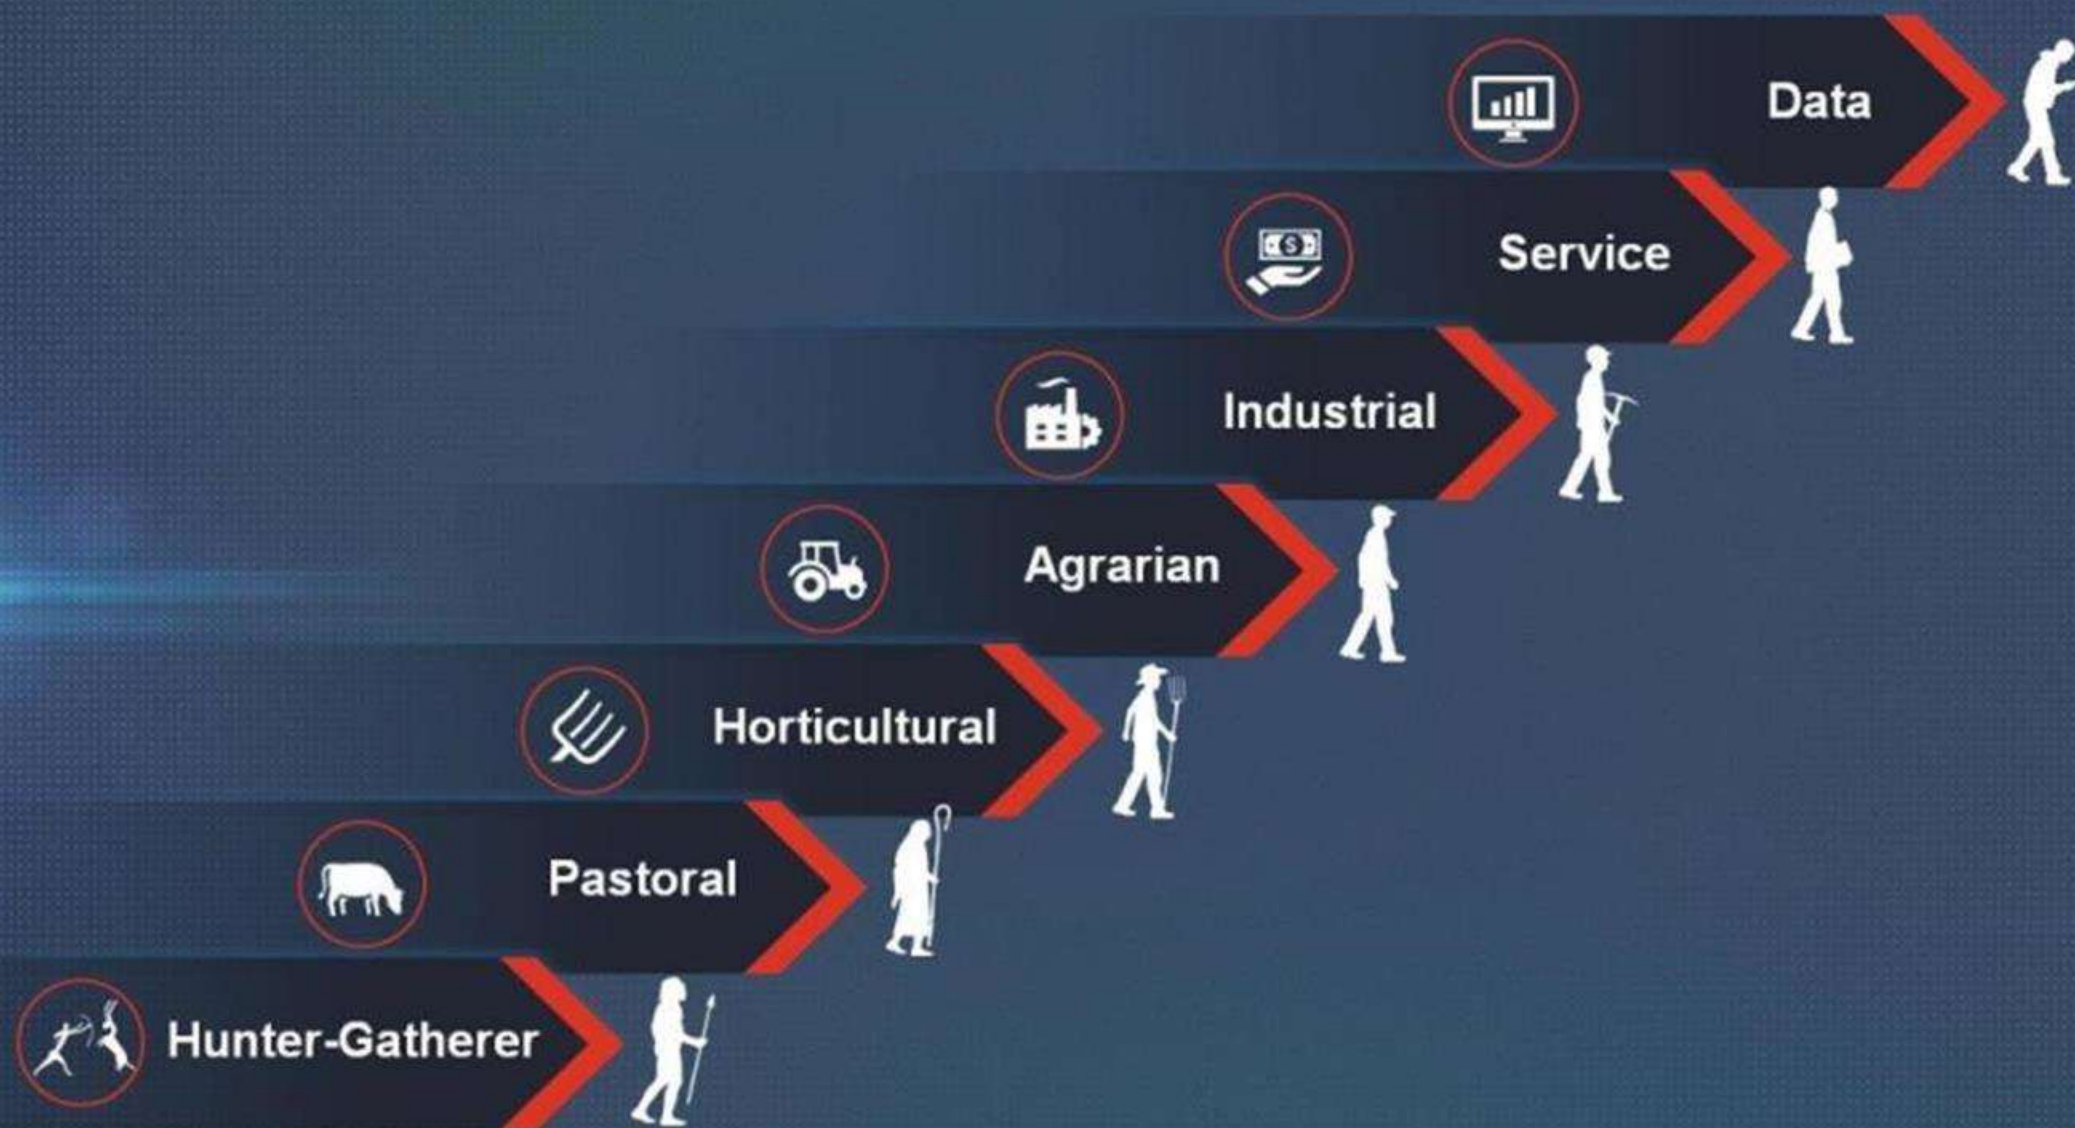 Data
Service
Industrial
Agrarian
Horticultural
Pastoral
Hunter-Gatherer